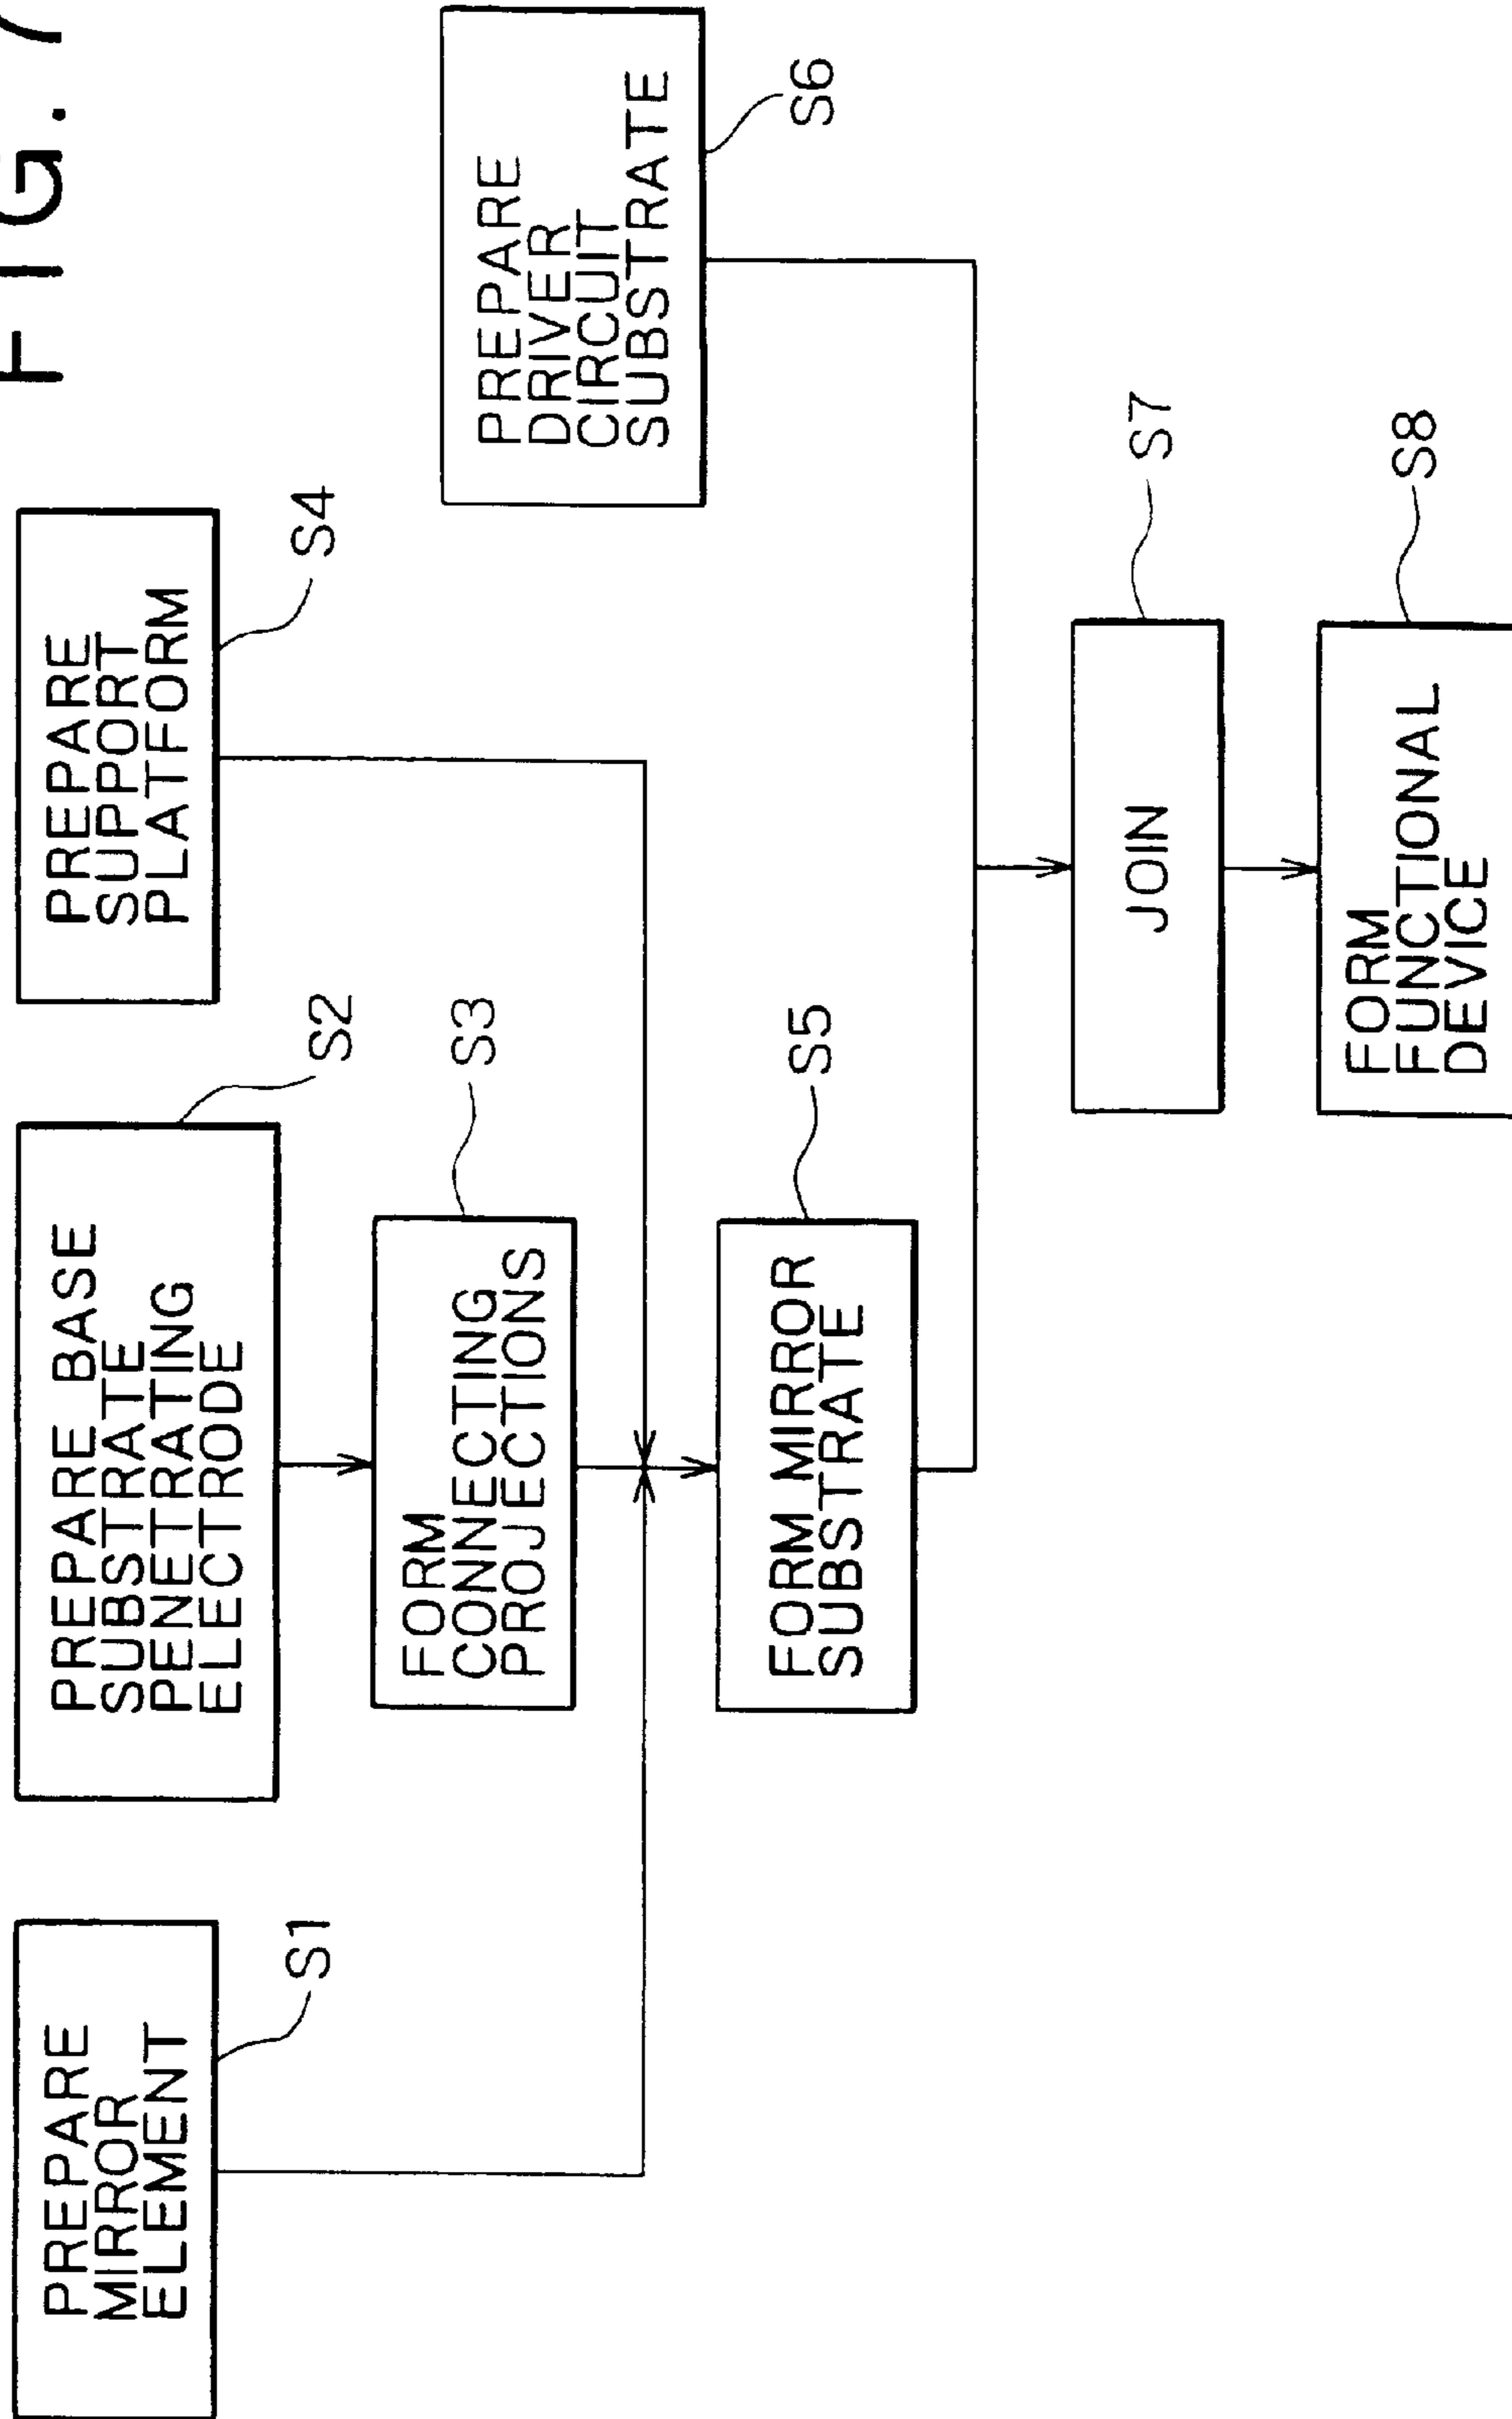 FIG. 7
PREPARE
MIRROR
ELEMENT
S1
PREPARE BASE
SUBSTRATE
PENETRATING
ELECTRODE
S2
PREPARE
SUPPORT
PLATFORM
S4
FORM
CONNECTING
PROJECTIONS
S3
PREPARE
DRIVER
CIRCUIT
SUBSTRATE
S6
FORM MIRROR
SUBSTRATE
S5
JOIN
S7
FORM
FUNCTIONAL
DEVICE
S8